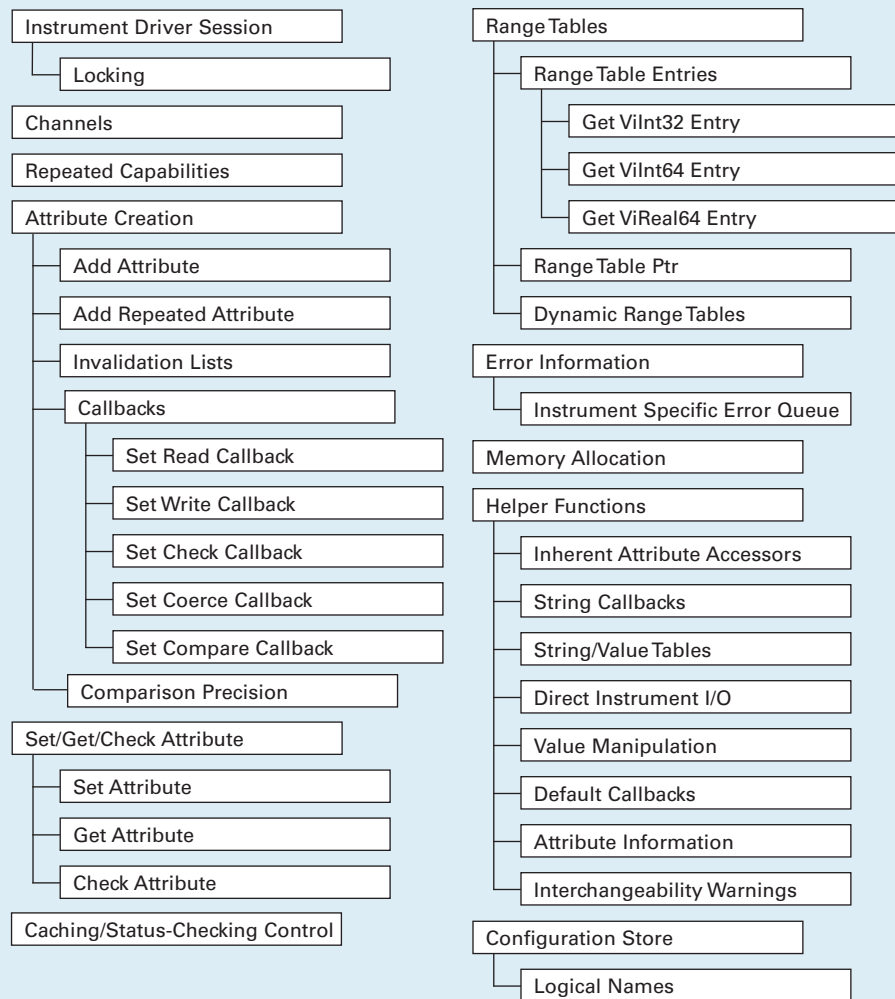 Instrument Driver Session
Locking
Channels
Repeated Capabilities
Attribute Creation
Add Attribute
Add Repeated Attribute
Invalidation Lists
Callbacks
Set Read Callback
Set Write Callback
Set Check Callback
Set Coerce Callback
Set Compare Callback
Comparison Precision
Set/Get/Check Attribute
Set Attribute
Get Attribute
Check Attribute
Caching/Status-Checking Control
Range Tables
Range Table Entries
Get ViInt32 Entry
Get ViInt64 Entry
Get ViReal64 Entry
Range Table Ptr
Dynamic Range Tables
Error Information
Instrument Specific Error Queue
Memory Allocation
Helper Functions
Inherent Attribute Accessors
String Callbacks
String/Value Tables
Direct Instrument I/O
Value Manipulation
Default Callbacks
Attribute Information
Interchangeability Warnings
Configuration Store
Logical Names